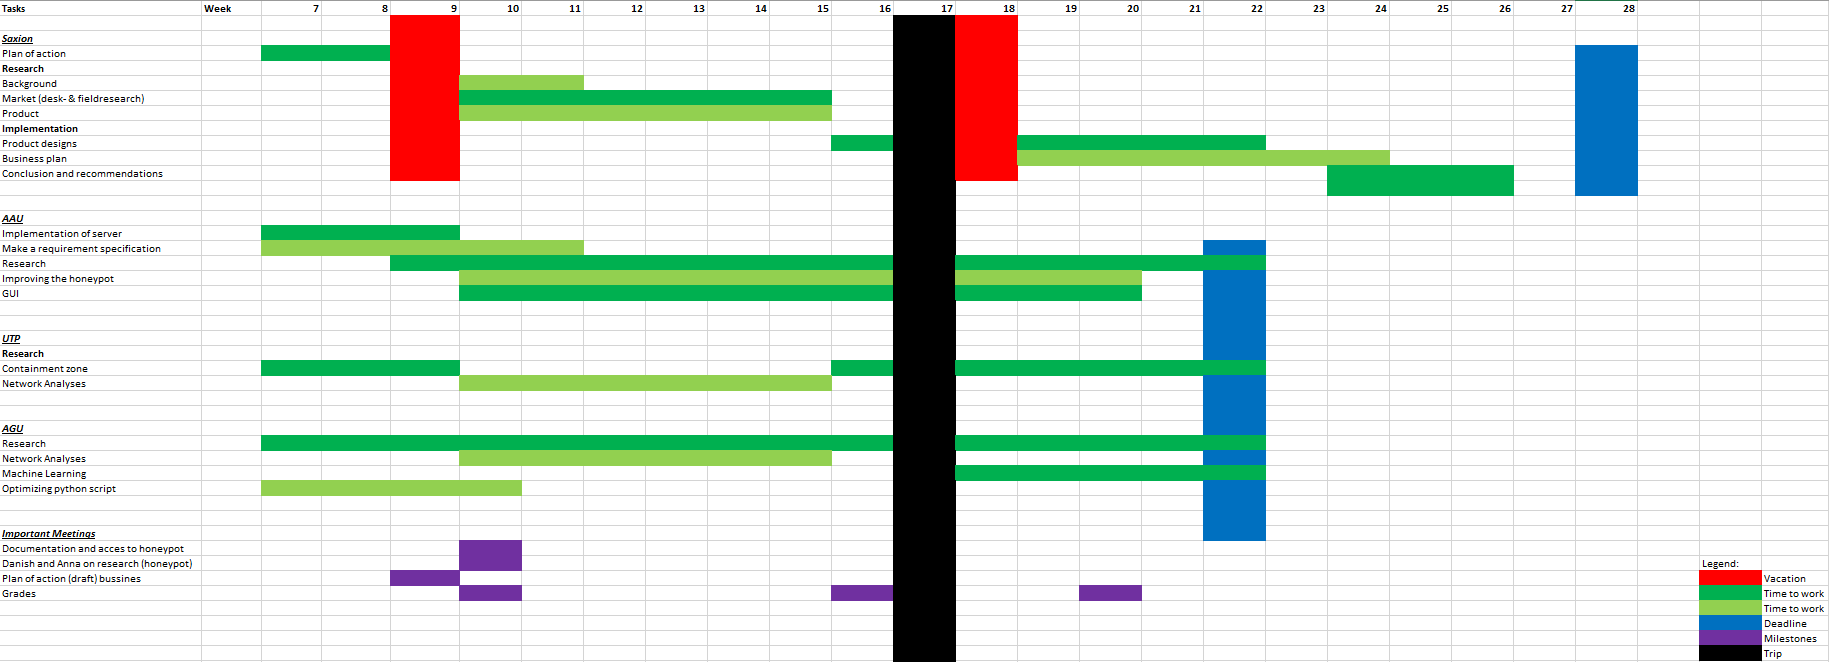 Tasks Week 7 8 9 10 11 12 13 14 15 16 17 18 19 20 21 22 23 24 25 26 27 28
Saxion
Plan of action
Research
Background
Market (desk- & fieldresearch)
Product
Implementation
Product designs
Business plan
Conclusion and recommendations
AAU
Implementation of server
Make a requirement specification
Research
Improving the honeypot
GUI
UTP
Research
Containment zone
Network Analyses
AGU
Research
Network Analyses
Machine Learning
Optimizing python script
Important Meetings
Documentation and acces to honeypot
Danish and Anna on research (honeypot)
Plan of action (draft) bussines
Grades
Legend:
Vacation
Time to work
Time to work
Deadline
Milestones
Trip